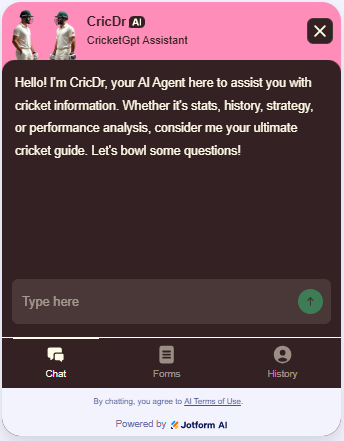 CricDr AI
CricketGpt Assistant
Hello! I'm CricDr, your AI Agent here to assist you with
cricket information. Whether it's stats, history, strategy,
or performance analysis, consider me your ultimate
cricket guide. Let's bowl some questions!
Type here
Chat Forms History
By chatting, you agree to AI Terms of Use.
Powered by Jotform AI